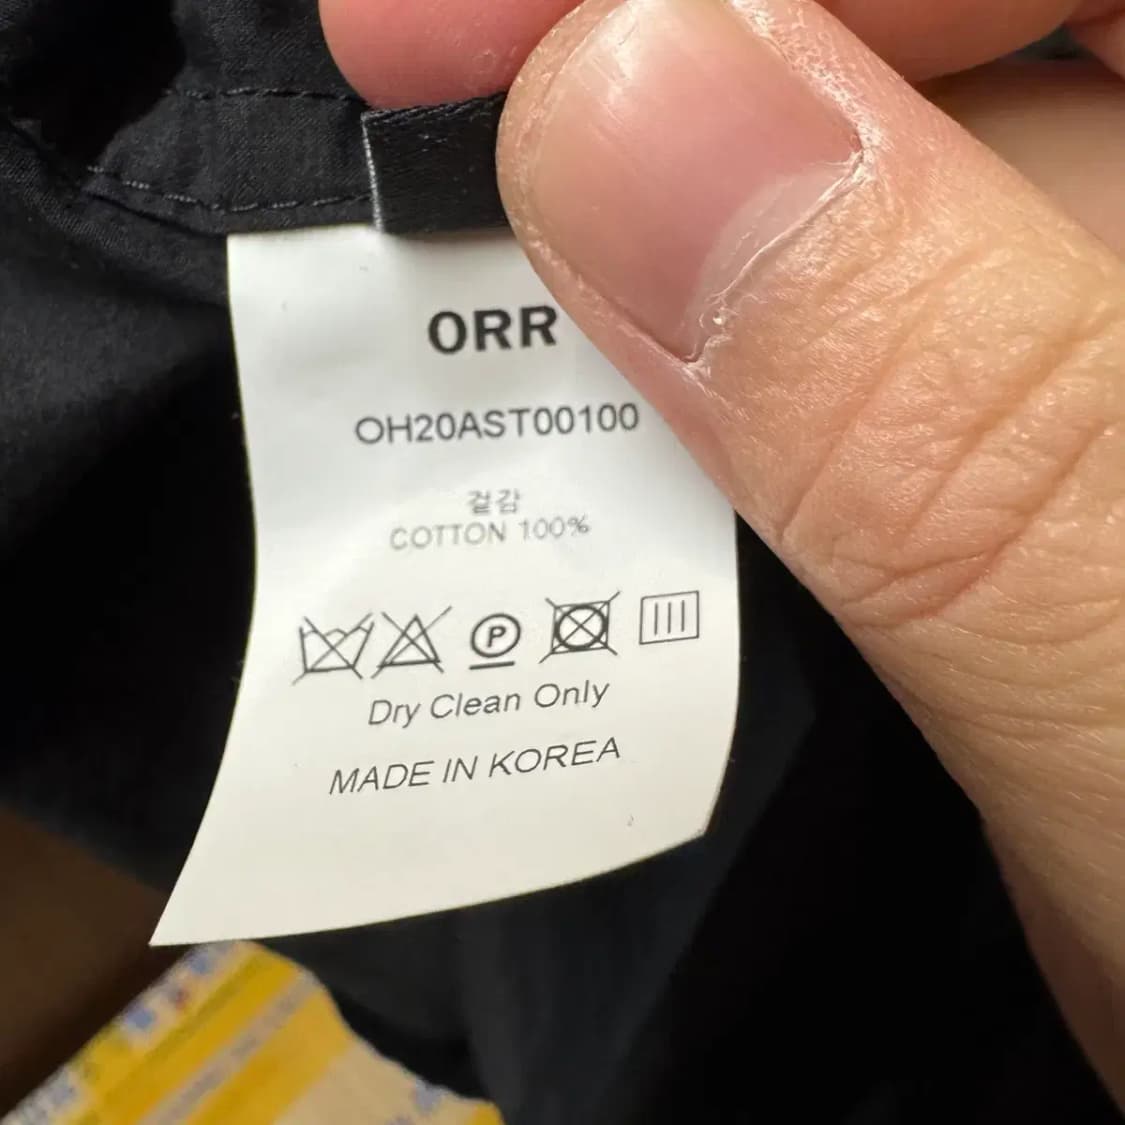 ORR
OH20AST00100
겉감
COTTON 100%
P
Dry Clean Only
MADE IN KOREA